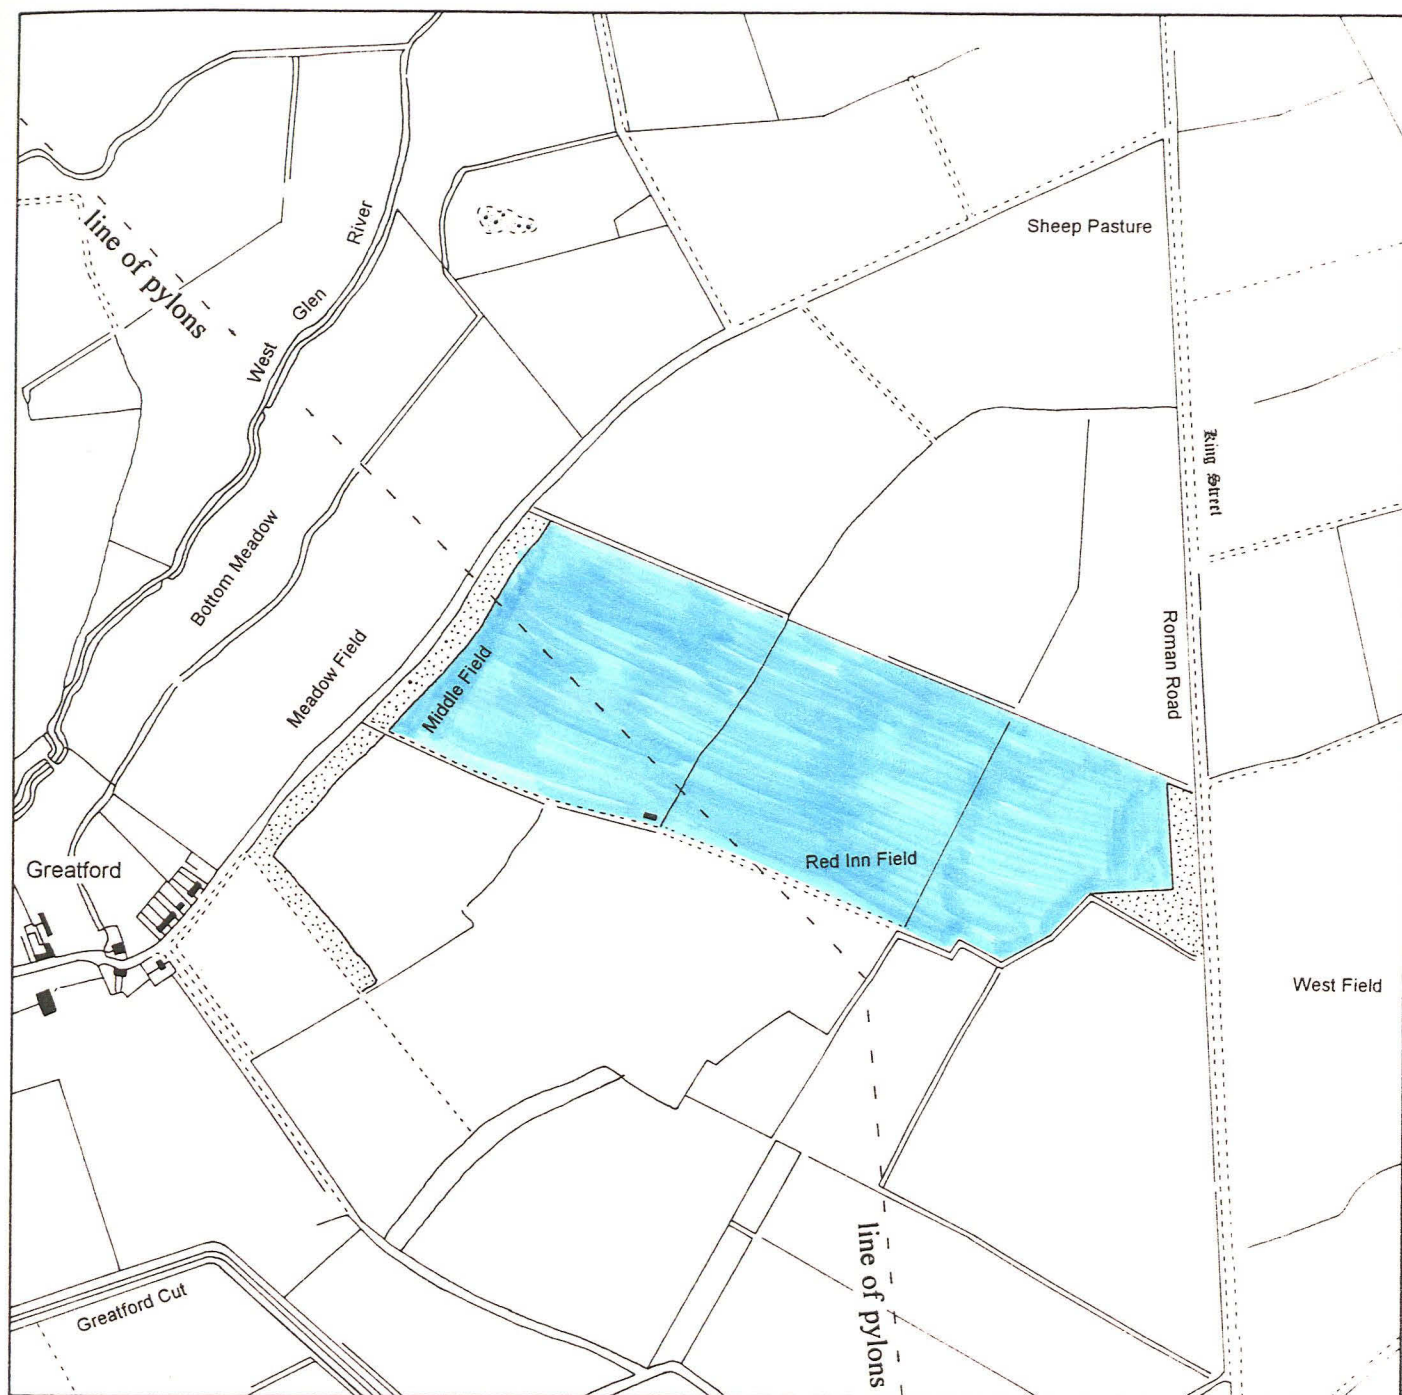 Sheep Pasture
River
Glen
West
line of pylons
King Street
Bottom Meadow
Meadow Field
Middle Field
Roman Road
Red Inn Field
Greatford
West Field
line of pylons
Greatford Cut